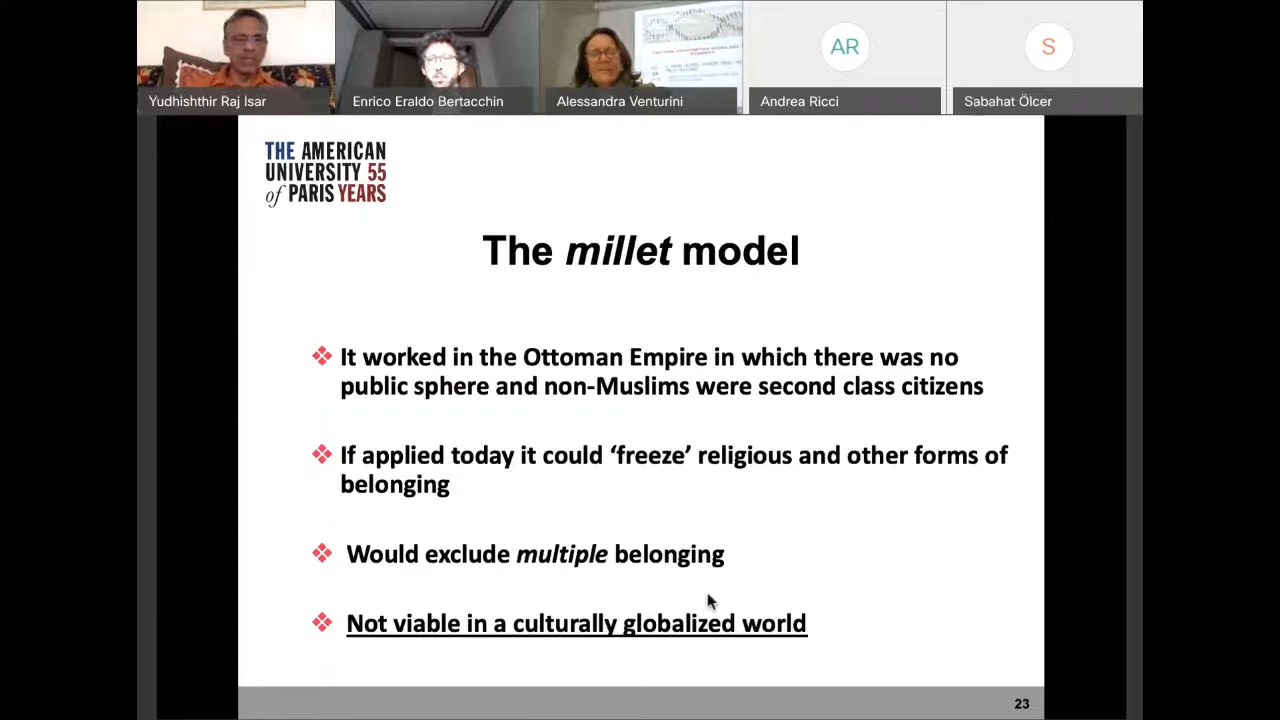 Yudhishthir Raj Isar
Enrico Eraldo Bertacchin
Alessandra Venturini
AR
Andrea Ricci
S
Sabahat Ölcer
THE AMERICAN
UNIVERSITY 55
of PARIS YEARS
The millet model
❖ It worked in the Ottoman Empire in which there was no
public sphere and non-Muslims were second class citizens
❖ If applied today it could ‘freeze’ religious and other forms of
belonging
❖ Would exclude multiple belonging
❖ Not viable in a culturally globalized world
23